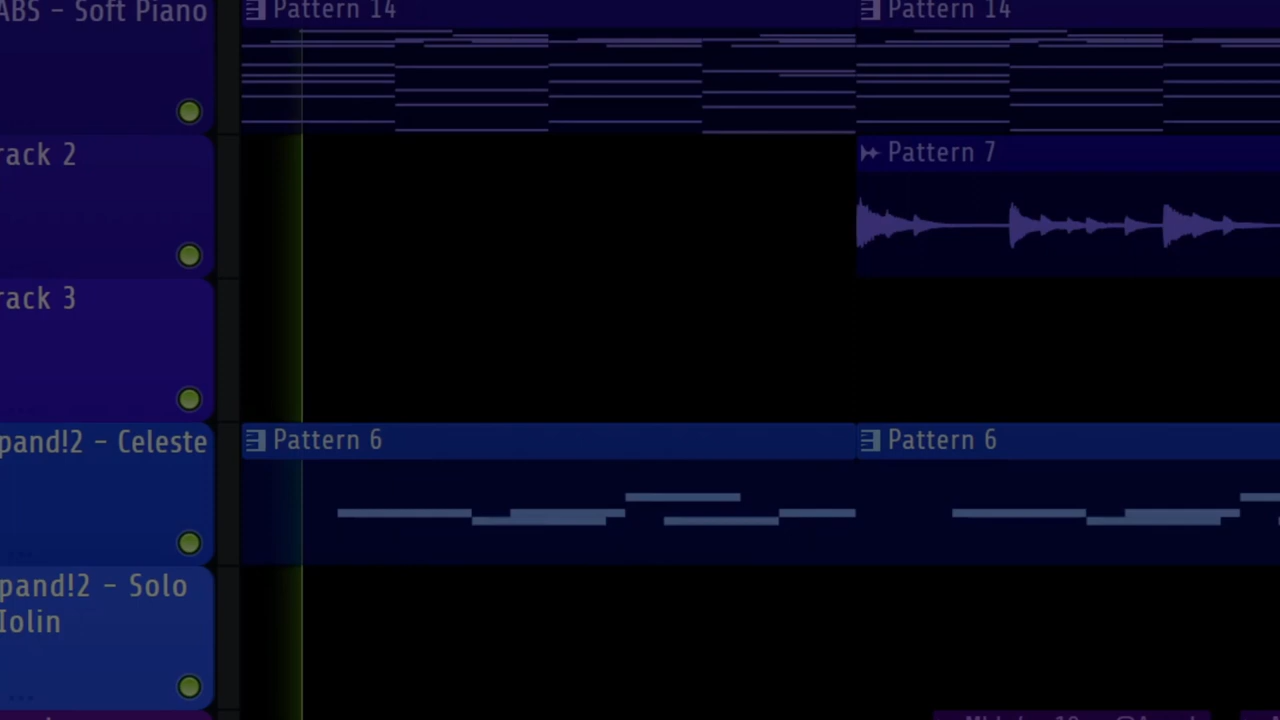 ABS - Soft Piano
Pattern 14
Pattern 14
rack 2
Pattern 7
rack 3
pand!2 - Celeste
Pattern 6
Pattern 6
pand!2 - Solo
Iolin